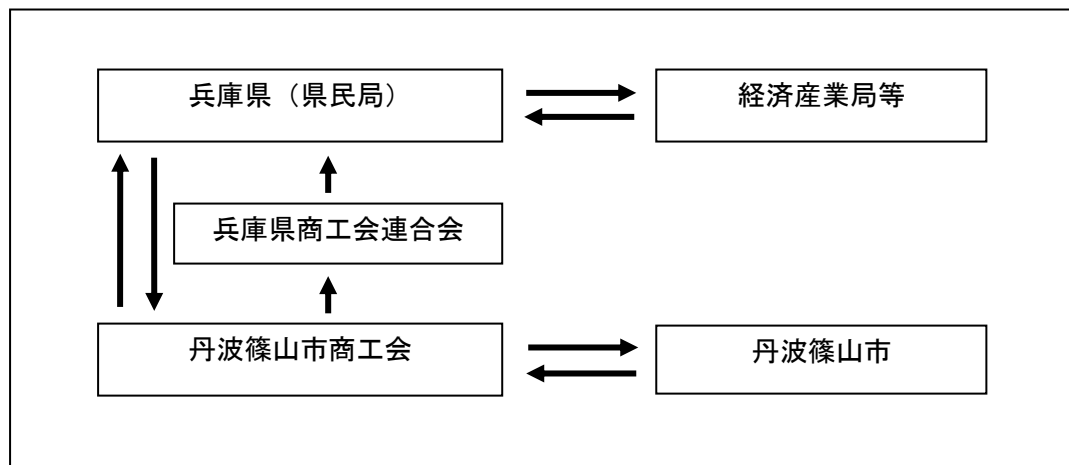 兵庫県（県民局）
経済産業局等
兵庫県商工会連合会
丹波篠山市商工会
丹波篠山市